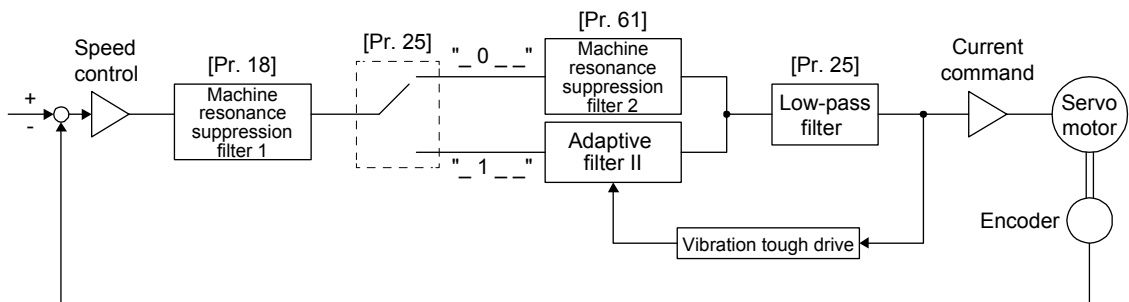 Speed
control
[Pr. 18]
Machine
resonance
suppression
filter 1
[Pr. 25]
"_ 0 _ _"
"_ 1 _ _"
[Pr. 61]
Machine
resonance
suppression
filter 2
Adaptive
filter II
[Pr. 25]
Low-pass
filter
Vibration tough drive
Current
command
Servo
motor
Encoder
+
-